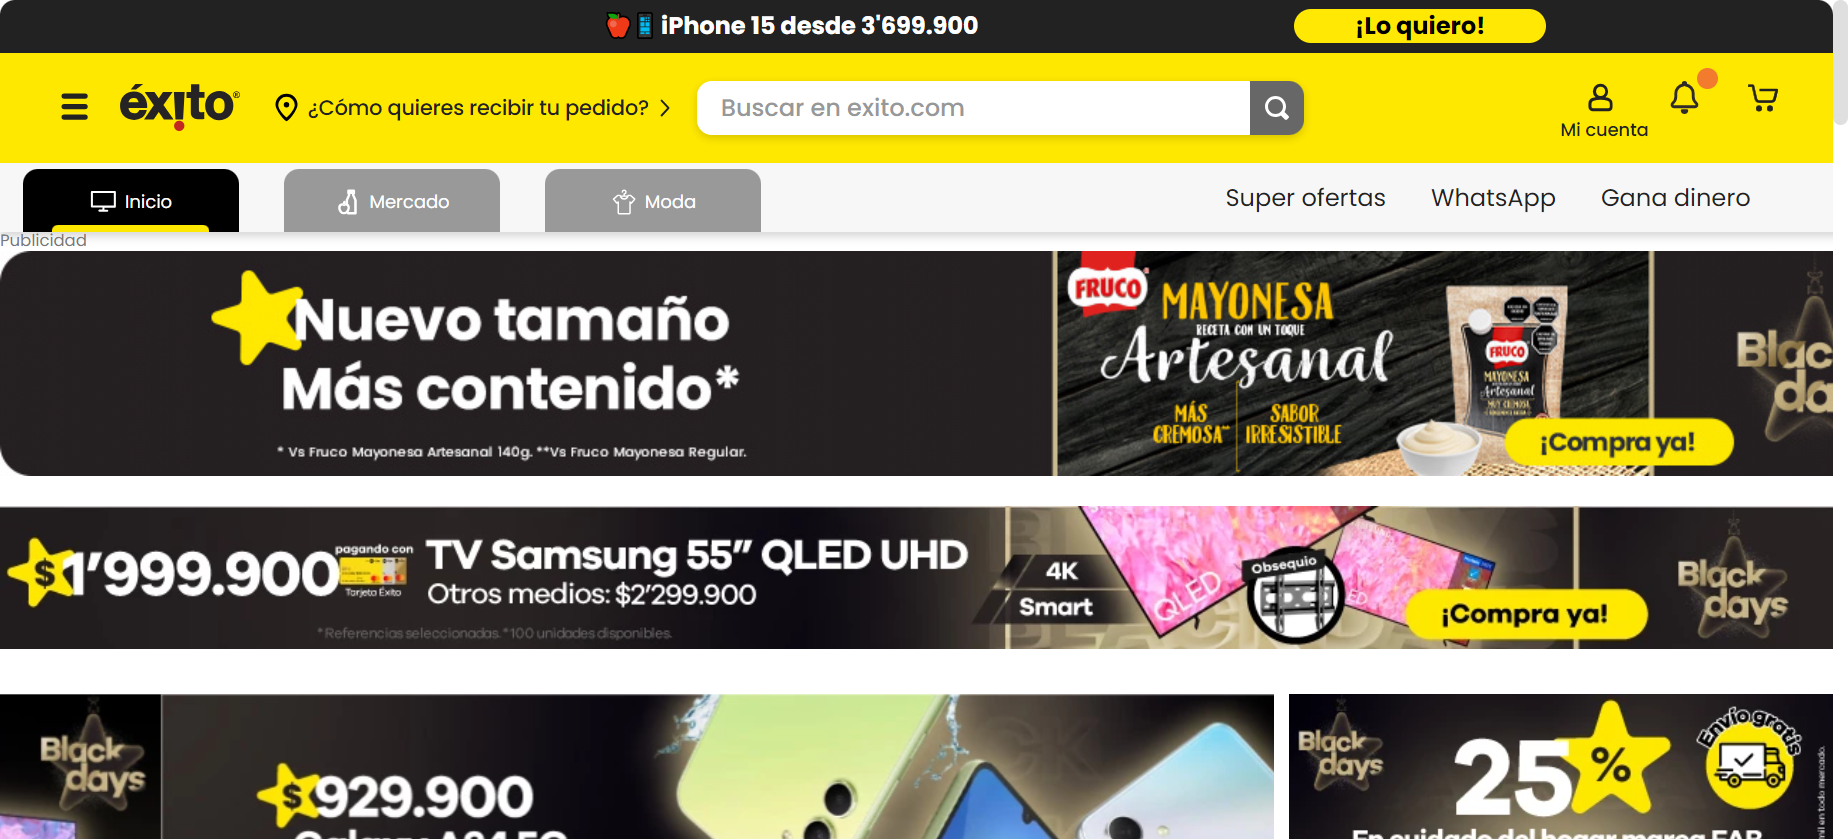 iPhone 15 desde 3'699.900
¡Lo quiero!
éxito
¿Cómo quieres recibir tu pedido?
Buscar en exito.com
Mi cuenta
Inicio
Mercado
Moda
Super ofertas
WhatsApp
Gana dinero
Publicidad
Nuevo tamaño
Más contenido*
* Vs Fruco Mayonesa Artesanal 140g. **Vs Fruco Mayonesa Regular.
FRUCO
MAYONESA
RECETA CON UN TOQUE
Artesanal
MÁS
CREMOSA**
SABOR
IRRESISTIBLE
FRUCO
MAYONESA
Artesanal
¡Compra ya!
Blac
da
$1'999.900
pagando con
Tarjeta Éxito
TV Samsung 55” QLED UHD
Otros medios: $2'299.900
*Referencias seleccionadas. *100 unidades disponibles.
4K
Smart
QLED
Obsequio
¡Compra ya!
Black
days
Black
days
$929.900
Black
days
25%
Envío gratis
En cuidado del hogar marca FAB